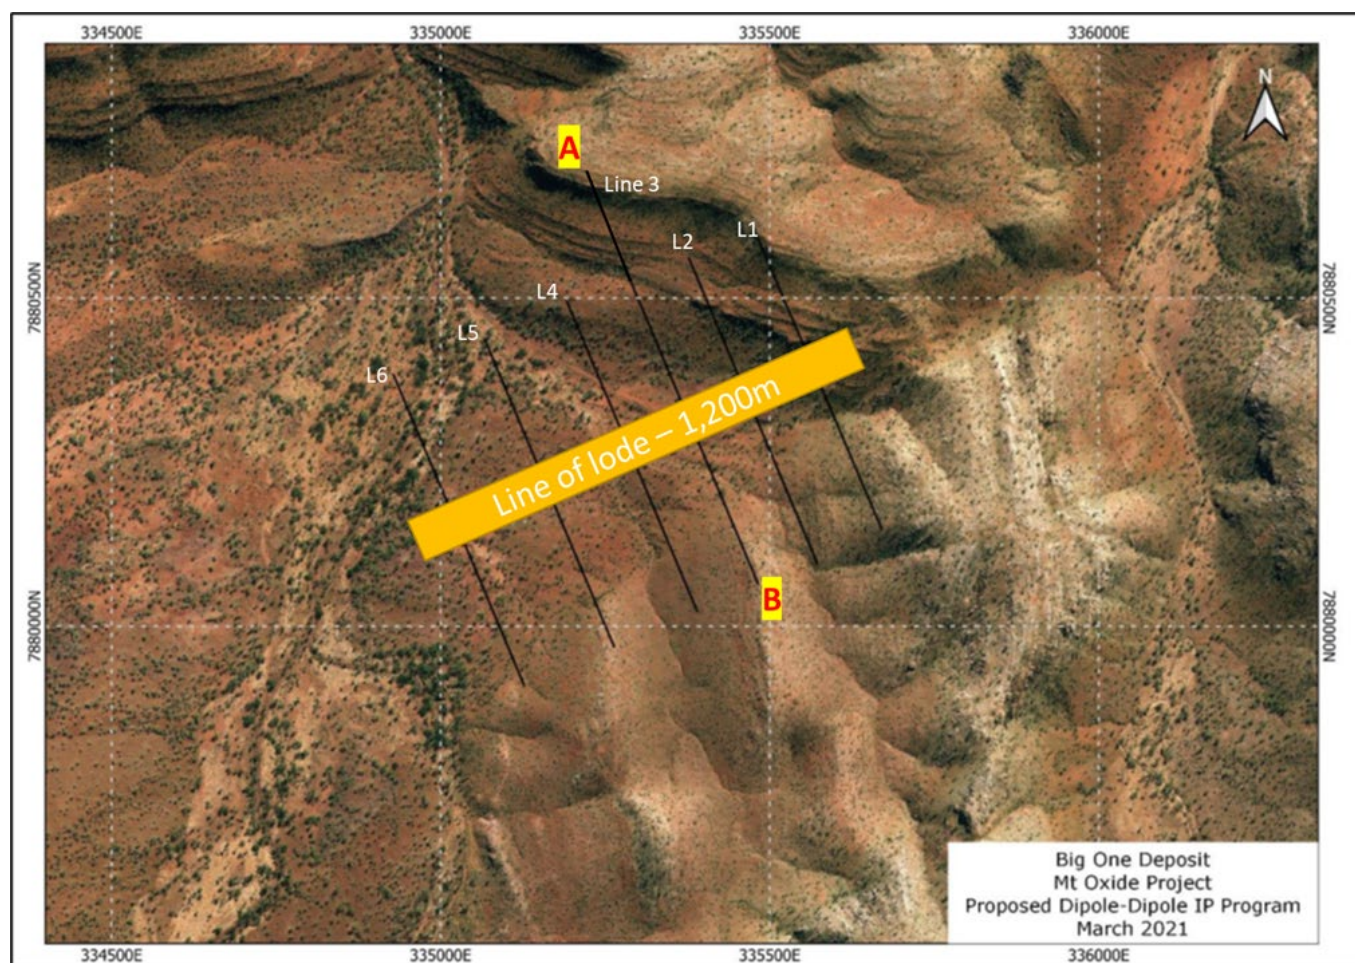 334500E
335000E
335500E
336000E
N
A
Line 3
L2
L1
7880500N
7880500N
L4
L5
L6
Line of lode – 1,200m
B
7880000N
7880000N
Big One Deposit
Mt Oxide Project
Proposed Dipole-Dipole IP Program
March 2021
334500E
335000E
335500E
336000E